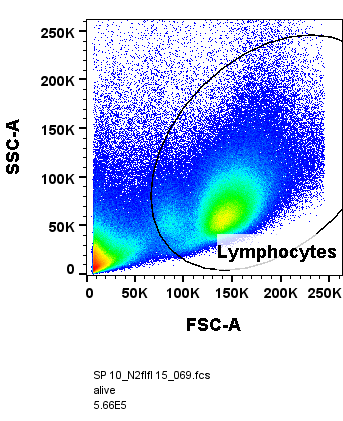 250K
200K
150K
100K
50K
0
SSC-A
Lymphocytes
0 50K 100K 150K 200K 250K
FSC-A
SP 10_N2flfl 15_069.fcs
alive
5.66E5